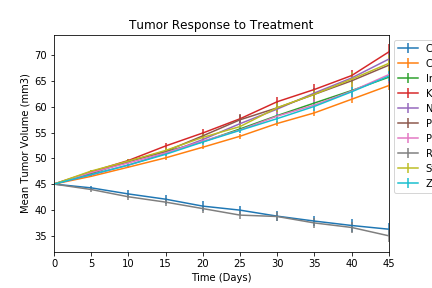 Tumor Response to Treatment
Mean Tumor Volume (mm3)
70
65
60
55
50
45
40
35
0 5 10 15 20 25 30 35 40 45
Time (Days)
C
C
In
K
N
P
P
R
S
Z